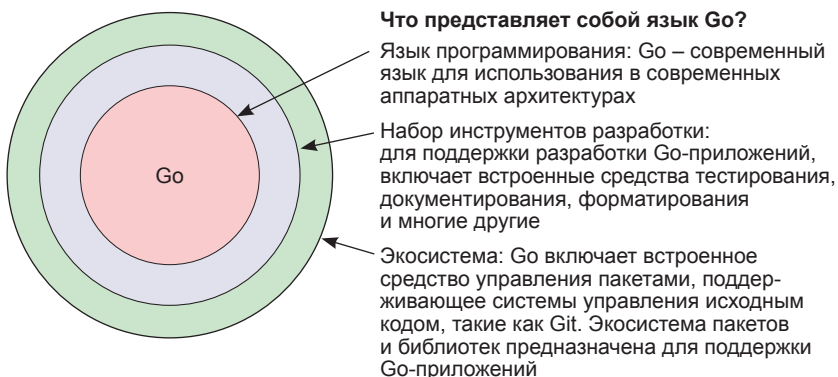 Что представляет собой язык Go?
Язык программирования: Go – современный
язык для использования в современных
аппаратных архитектурах
Набор инструментов разработки:
для поддержки разработки Go-приложений,
включает встроенные средства тестирования,
документирования, форматирования
и многие другие
Go
Экосистема: Go включает встроенное
средство управления пакетами, поддер-
живающее системы управления исходным
кодом, такие как Git. Экосистема пакетов
и библиотек предназначена для поддержки
Go-приложений